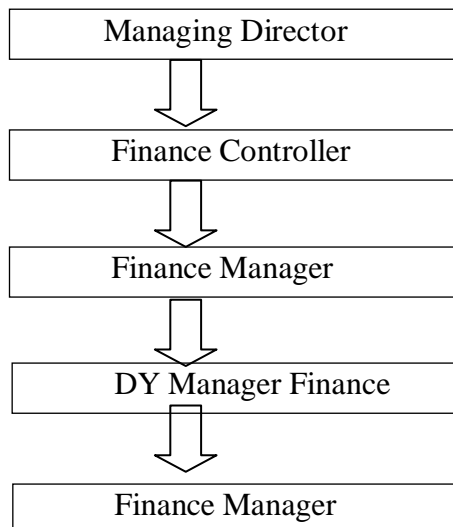 Managing Director
Finance Controller
Finance Manager
DY Manager Finance
Finance Manager